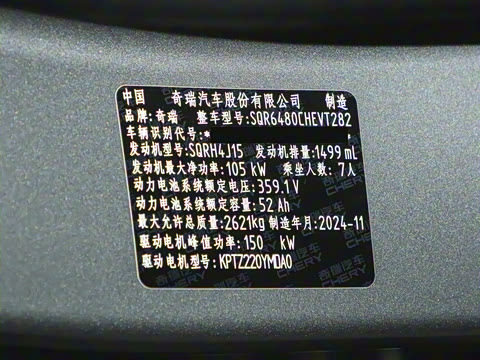 中国 奇瑞汽车股份有限公司 制造
品牌:奇瑞 整车型号:SQR6480CHEVT282
车辆识别代号:*
发动机型号:SQRH4J15 发动机排量:1499 mL
发动机最大净功率:105 kW 乘坐人数: 7人
动力电池系统额定电压:359.1 V
动力电池系统额定容量:52 Ah
最大允许总质量:2621kg 制造年月:2024-11
驱动电机峰值功率:150 kW
驱动电机型号:KPTZ220YMDA0